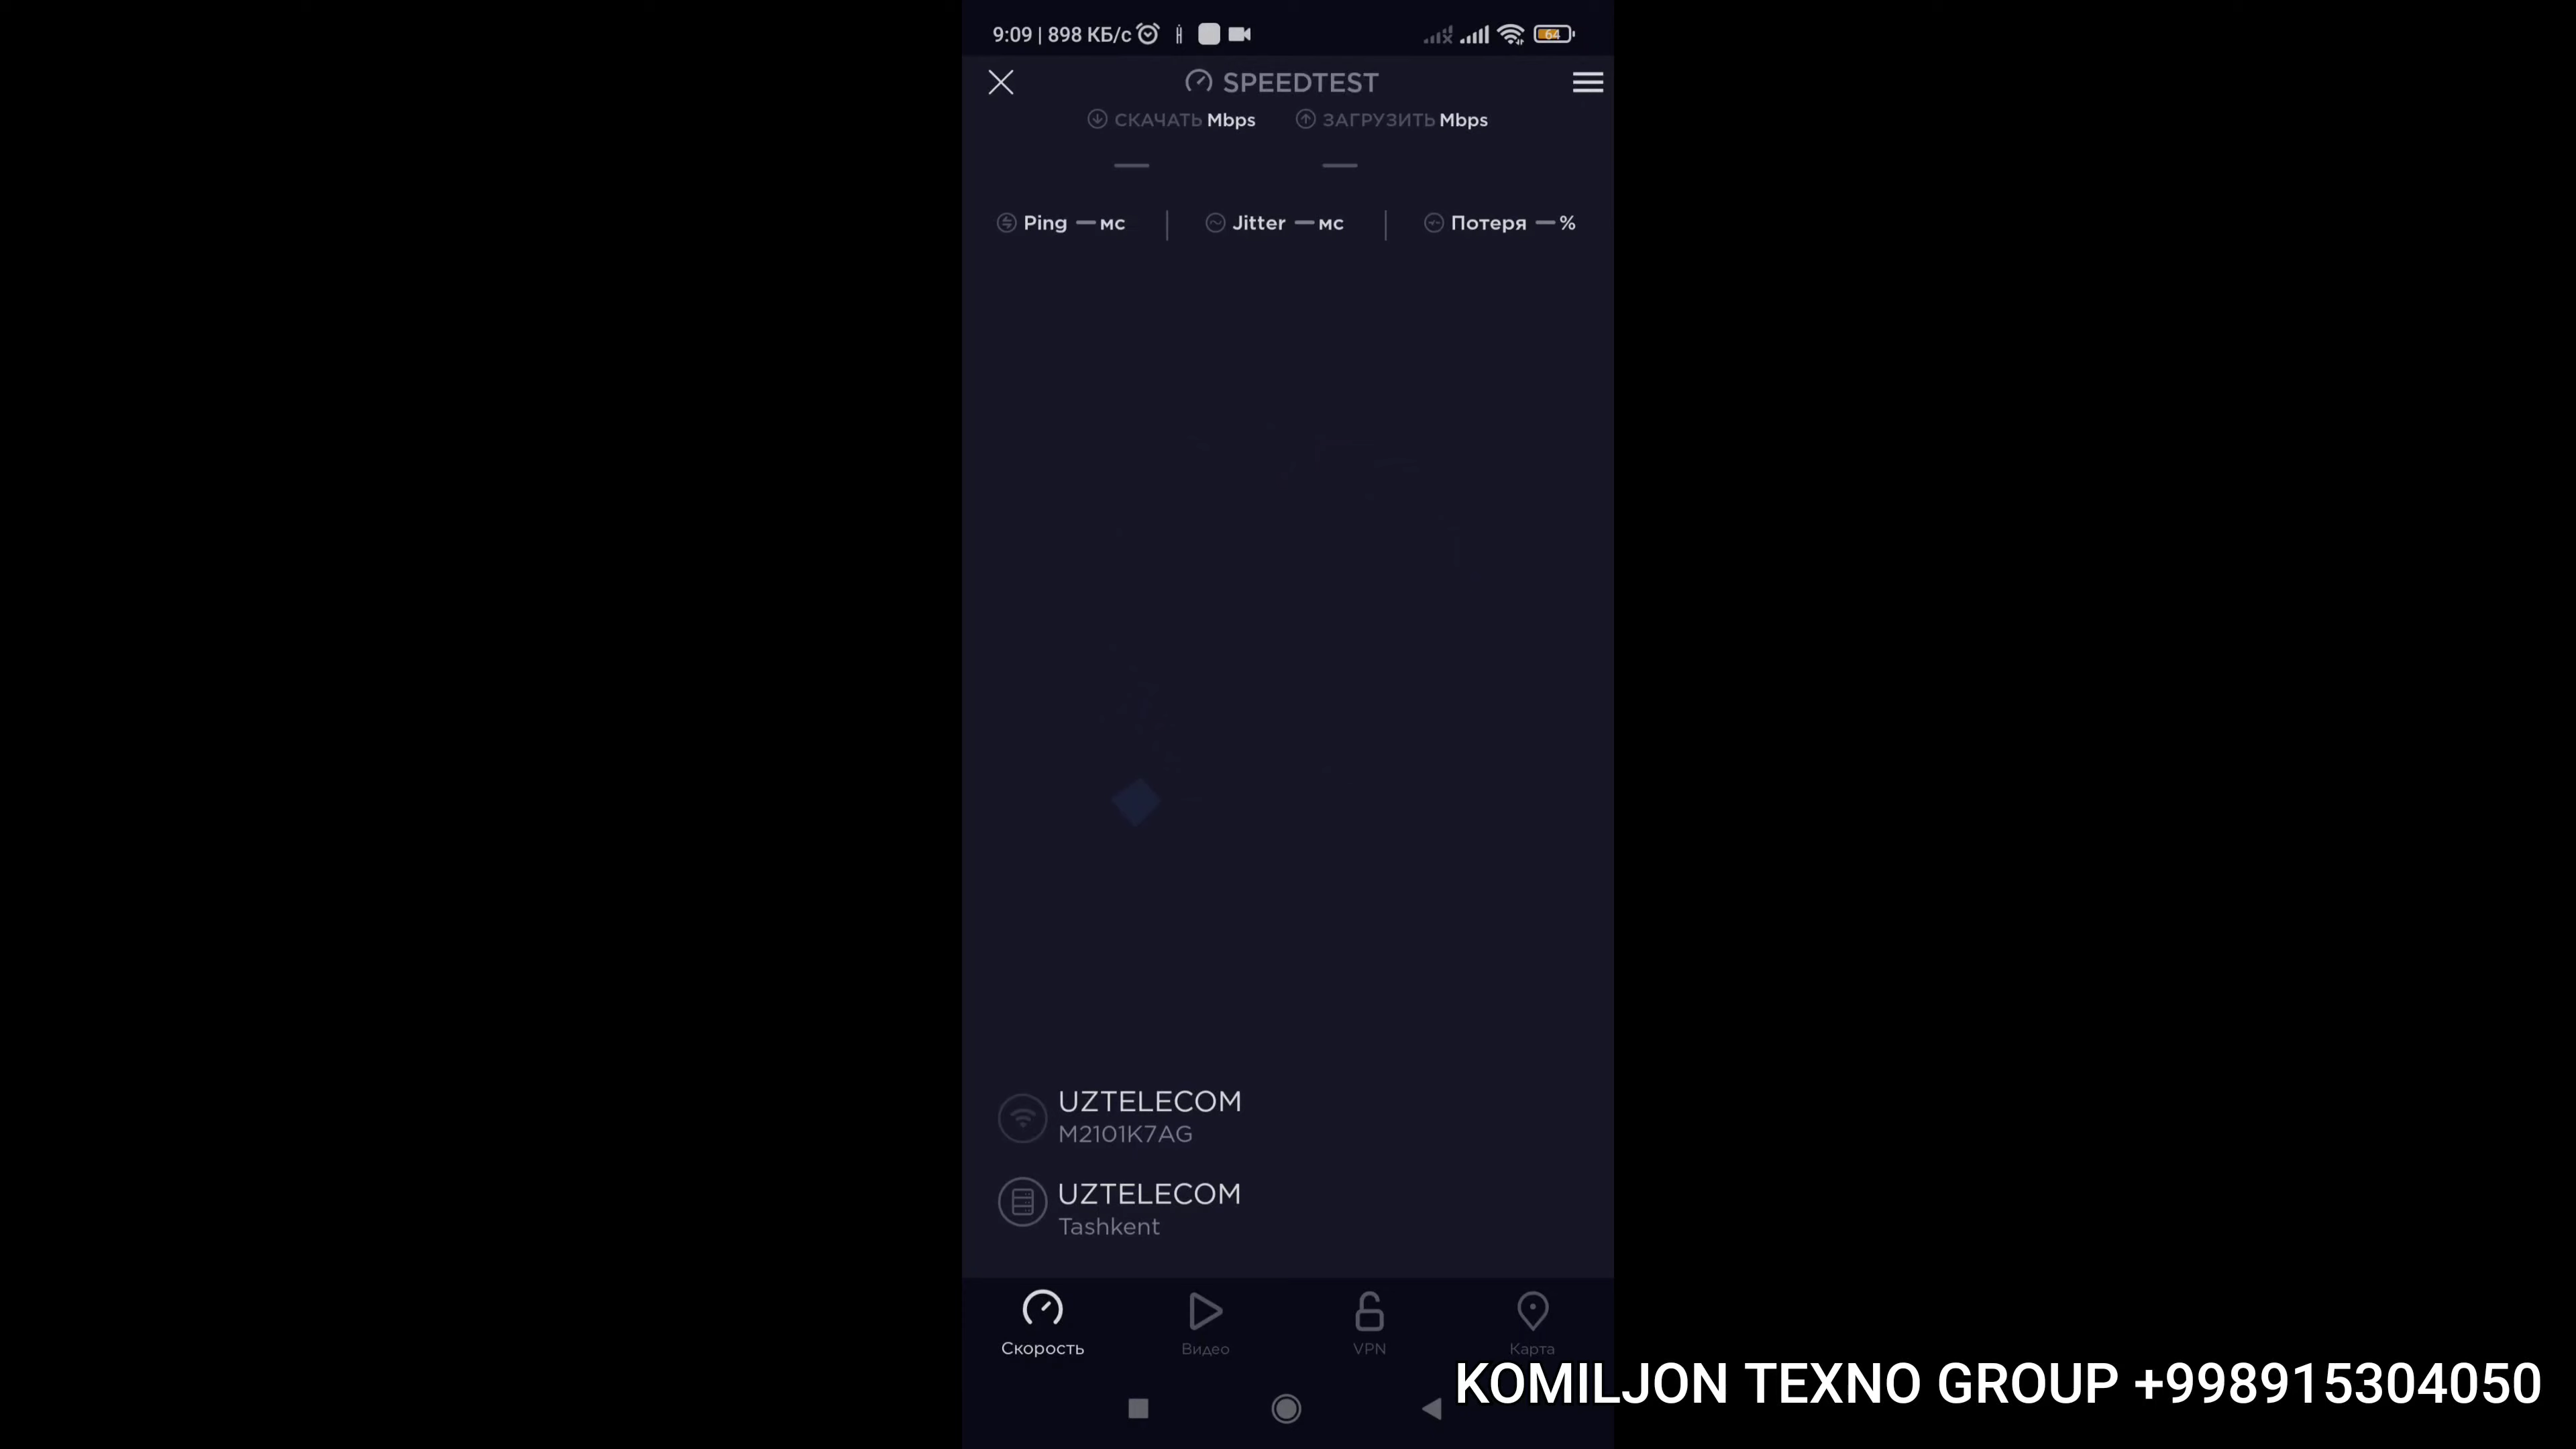 9:09 | 898 КБ/с 64
SPEEDTEST
СКАЧАТЬ Mbps ЗАГРУЗИТЬ Mbps
— —
Ping — мс | Jitter — мс | Потеря — %
UZTELECOM
M2101K7AG
UZTELECOM
Tashkent
Скорость Видео VPN Карта
KOMILJON TEXNO GROUP +998915304050